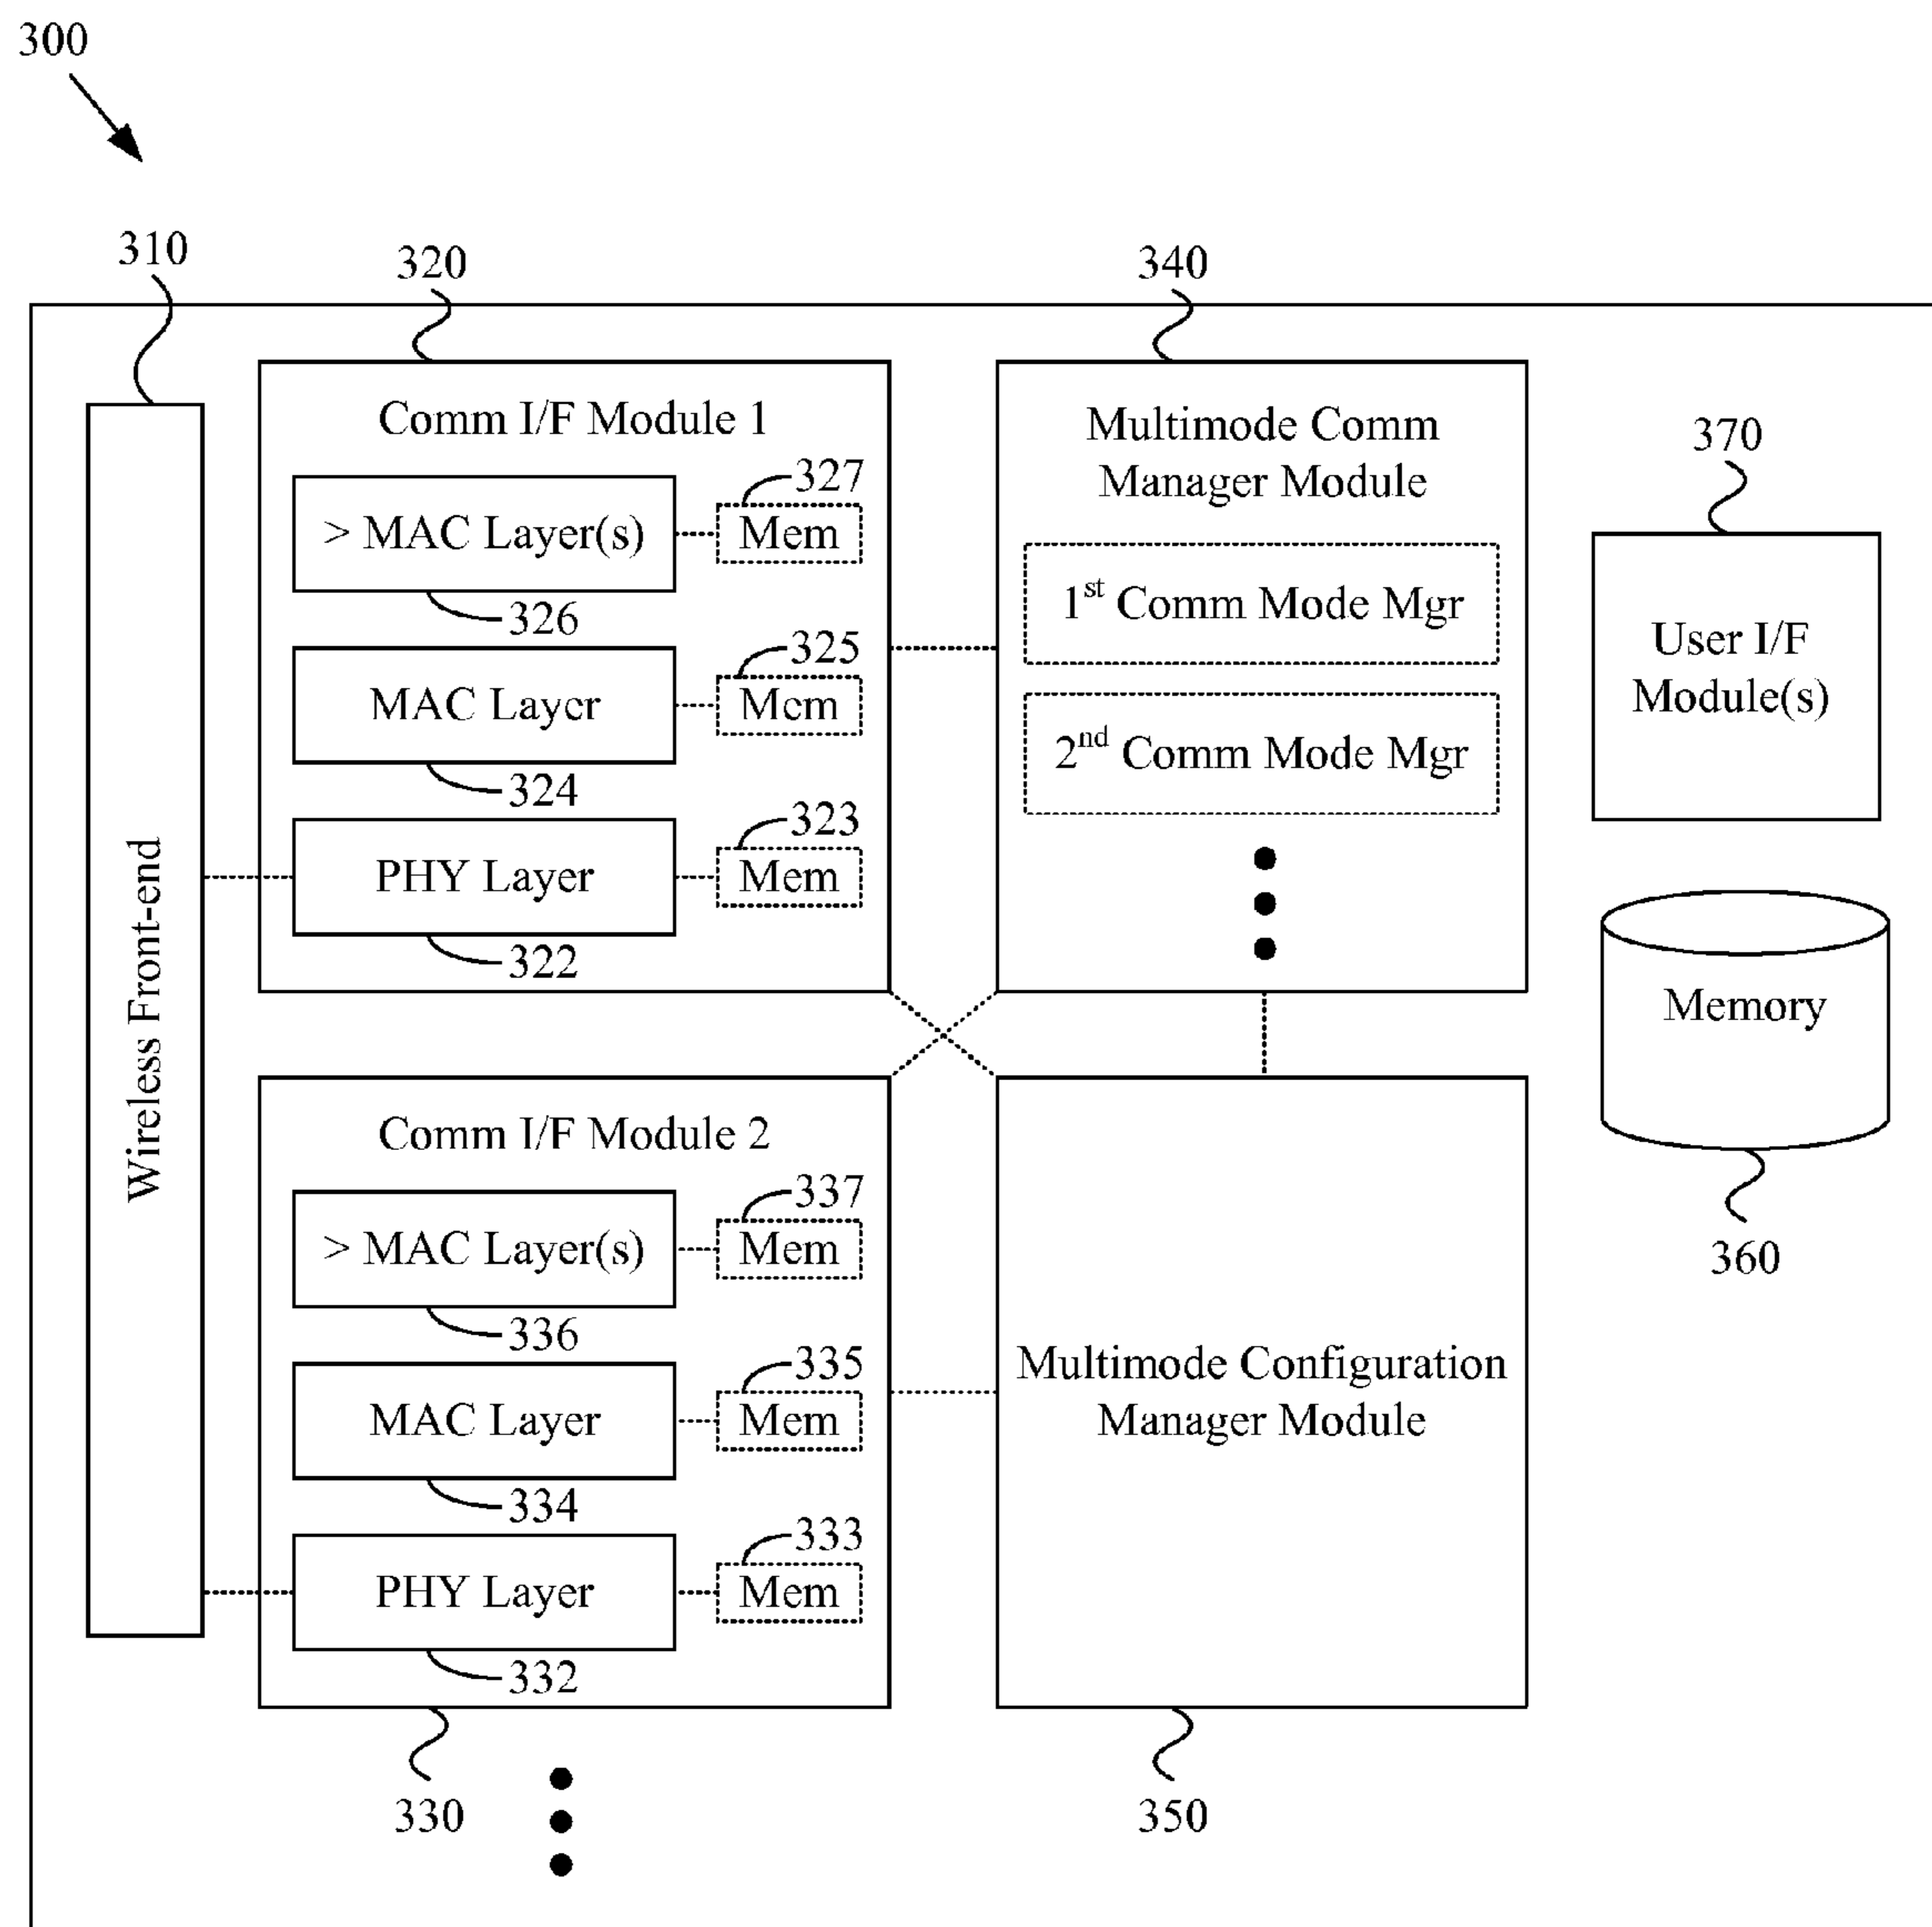 300
310
320
340
Comm I/F Module 1
327
> MAC Layer(s)
Mem
326
325
MAC Layer
Mem
324
323
PHY Layer
Mem
322
Multimode Comm
Manager Module
1st Comm Mode Mgr
2nd Comm Mode Mgr
370
User I/F
Module(s)
Memory
360
Wireless Front-end
Comm I/F Module 2
337
> MAC Layer(s)
Mem
336
335
MAC Layer
Mem
334
333
PHY Layer
Mem
332
330
Multimode Configuration
Manager Module
350